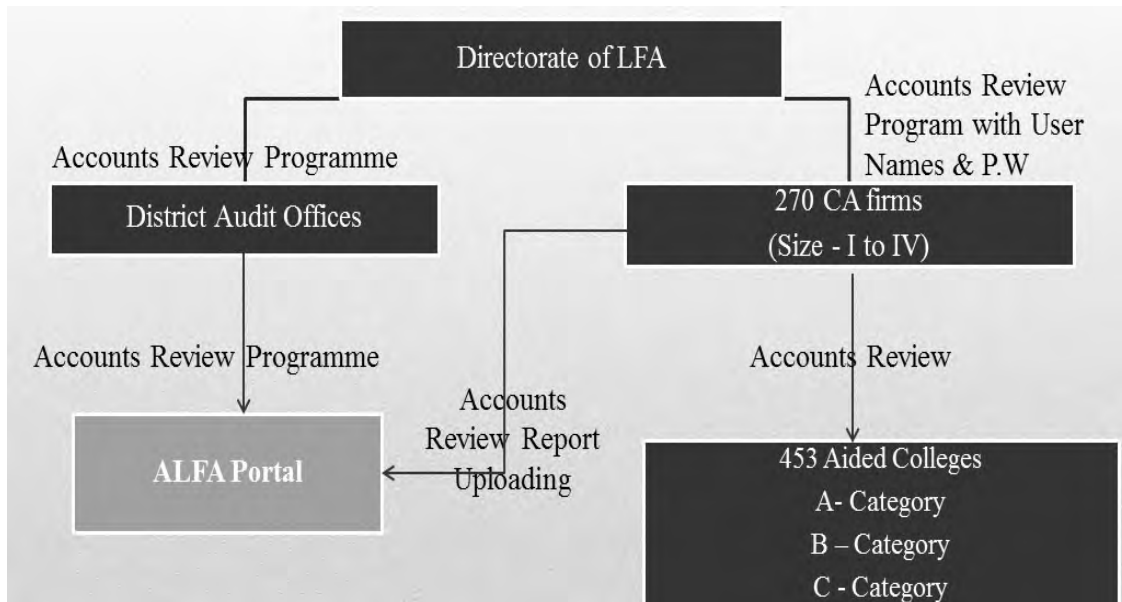 Directorate of LFA
Accounts Review
Program with User
Names & P.W
Accounts Review Programme
District Audit Offices
270 CA firms
(Size - I to IV)
Accounts Review Programme
Accounts Review
Accounts
Review Report
Uploading
ALFA Portal
453 Aided Colleges
A- Category
B – Category
C - Category